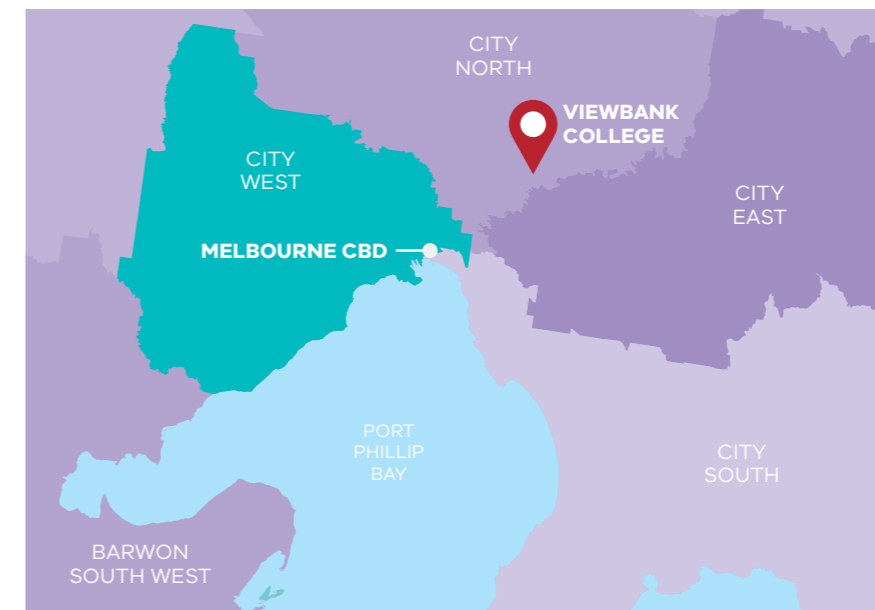 CITY
NORTH
VIEWBANK
COLLEGE
CITY
WEST
CITY
EAST
MELBOURNE CBD
PORT
PHILLIP
BAY
CITY
SOUTH
BARWON
SOUTH WEST